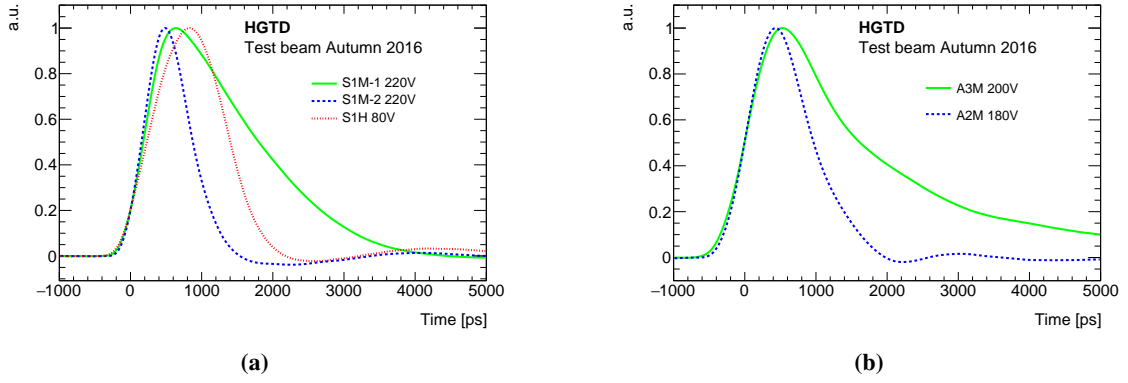 a.u.
HGTD
Test beam Autumn 2016
S1M-1 220V
S1M-2 220V
S1H 80V
1
0.8
0.6
0.4
0.2
0
−1000 0 1000 2000 3000 4000 5000
Time [ps]
(a)
a.u.
HGTD
Test beam Autumn 2016
A3M 200V
A2M 180V
1
0.8
0.6
0.4
0.2
0
−1000 0 1000 2000 3000 4000 5000
Time [ps]
(b)